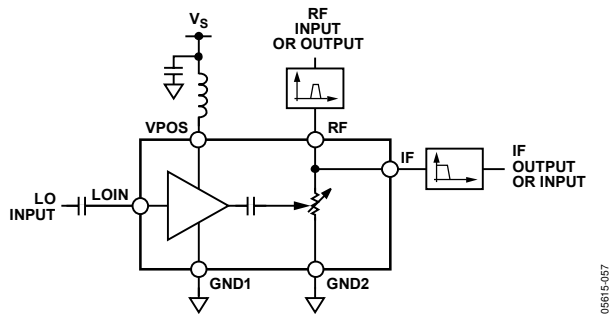 VS
RF
INPUT
OR OUTPUT
VPOS
RF
IF
IF
OUTPUT
OR INPUT
LO
INPUT
LOIN
GND1
GND2
05615-057